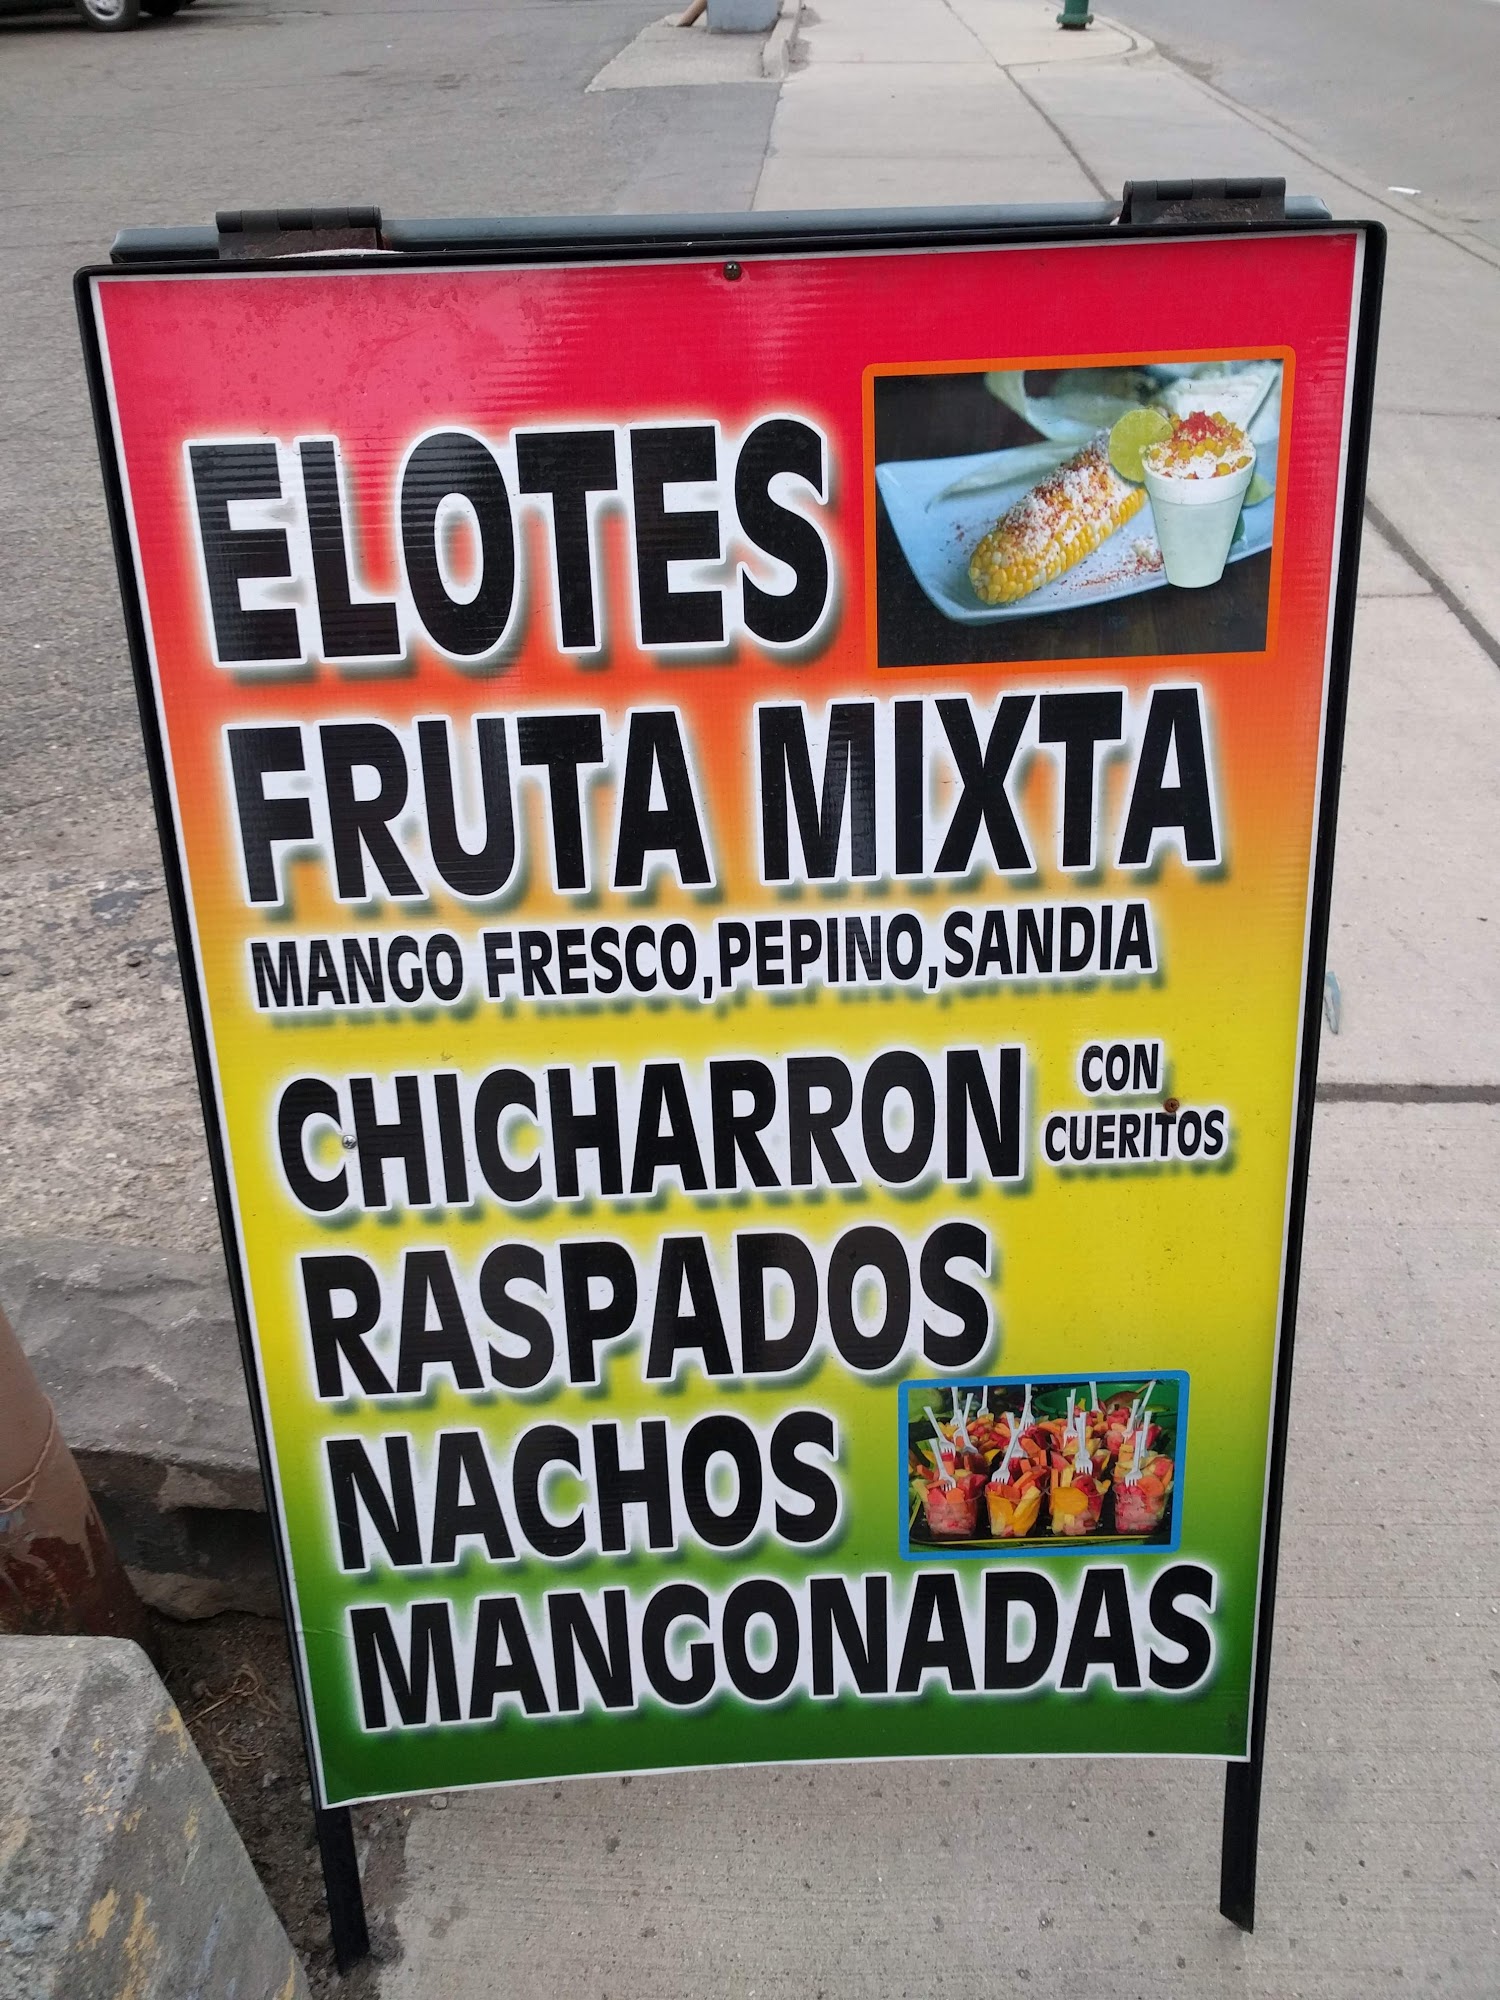 ELOTES
FRUTA MIXTA
MANGO FRESCO,PEPINO,SANDIA
CHICHARRON CON
CUERITOS
RASPADOS
NACHOS
MANGONADAS